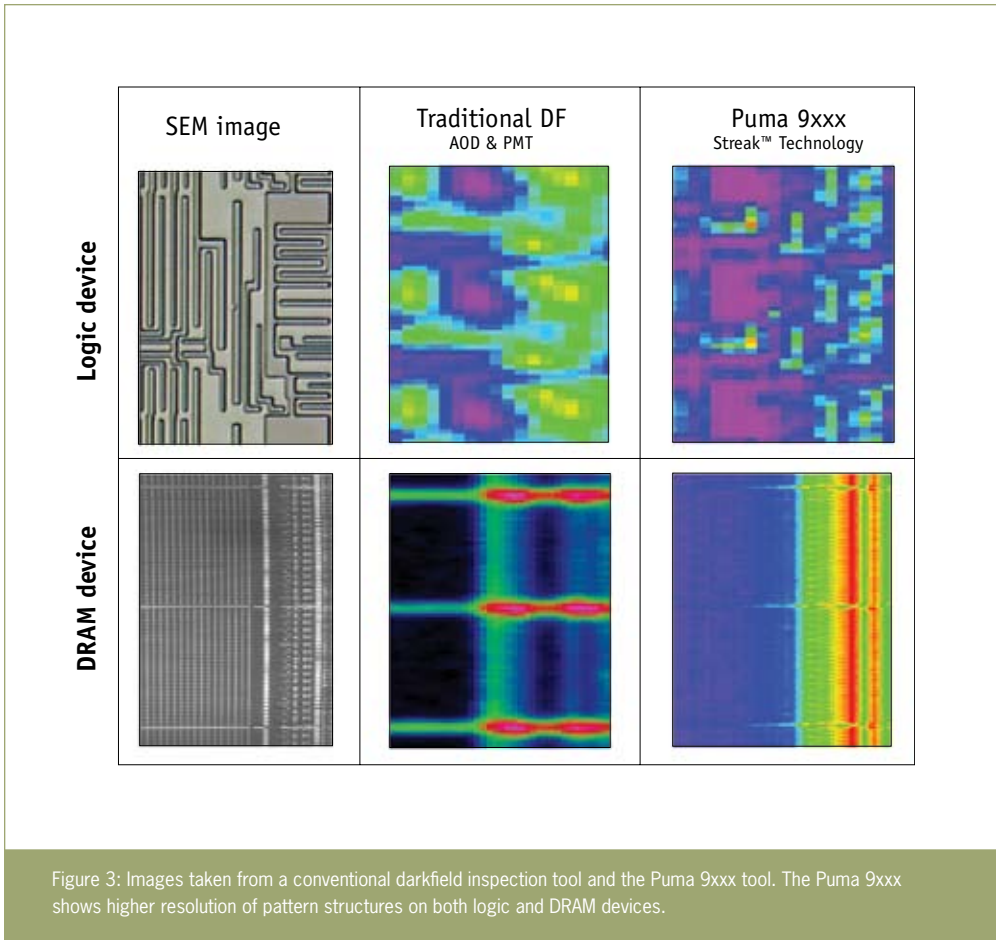 SEM image
Traditional DF
AOD & PMT
Puma 9xxx
Streak™ Technology
Logic device
DRAM device
Figure 3: Images taken from a conventional darkfield inspection tool and the Puma 9xxx tool. The Puma 9xxx
shows higher resolution of pattern structures on both logic and DRAM devices.